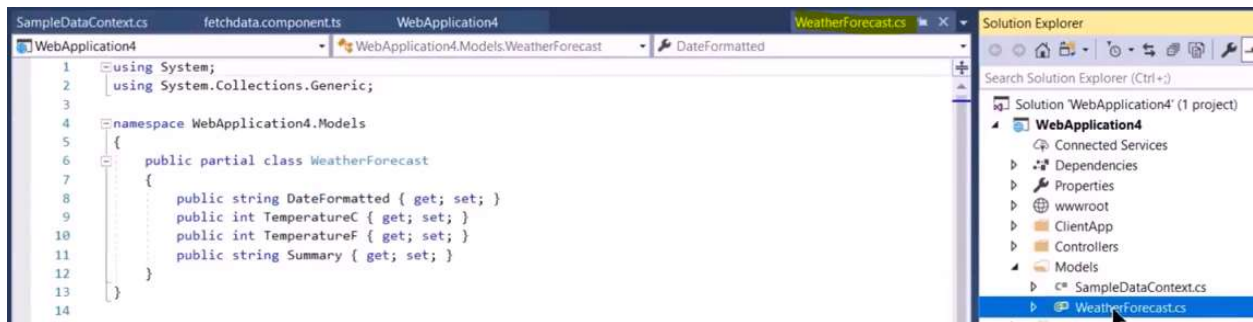 SampleDataContext.cs fetchdata.component.ts WebApplication4 WeatherForecast.cs Solution Explorer
WebApplication4 WebApplication4.Models.WeatherForecast DateFormatted
Search Solution Explorer (Ctrl+;)
1 using System;
2 using System.Collections.Generic;
3
4 namespace WebApplication4.Models
5 {
6 public partial class WeatherForecast
7 {
8 public string DateFormatted { get; set; }
9 public int TemperatureC { get; set; }
10 public int TemperatureF { get; set; }
11 public string Summary { get; set; }
12 }
13 }
14
Solution 'WebApplication4' (1 project)
WebApplication4
Connected Services
Dependencies
Properties
wwwroot
ClientApp
Controllers
Models
C# SampleDataContext.cs
WeatherForecast.cs